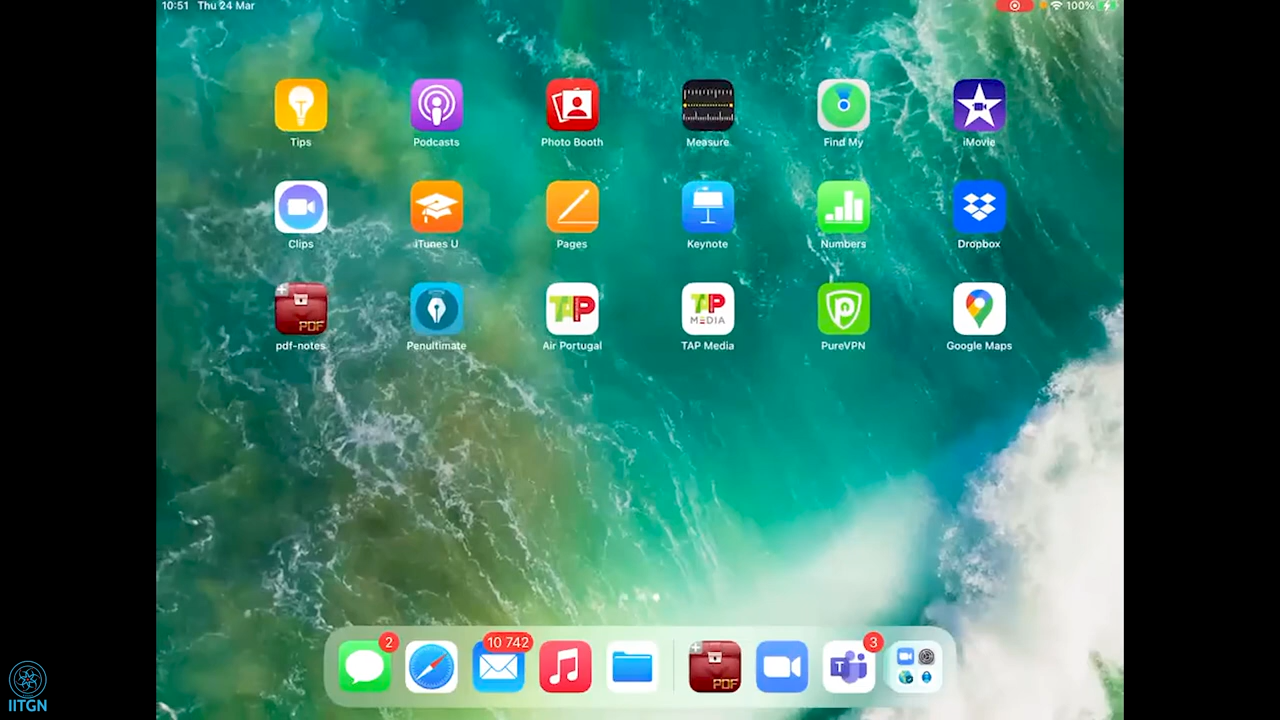 10:51 Thu 24 Mar 100%
Tips Podcasts Photo Booth Measure Find My iMovie
Clips iTunes U Pages Keynote Numbers Dropbox
PDF TAP TAP MEDIA
pdf-notes Penultimate Air Portugal TAP Media PureVPN Google Maps
2 10 742 3
PDF T
IITGN